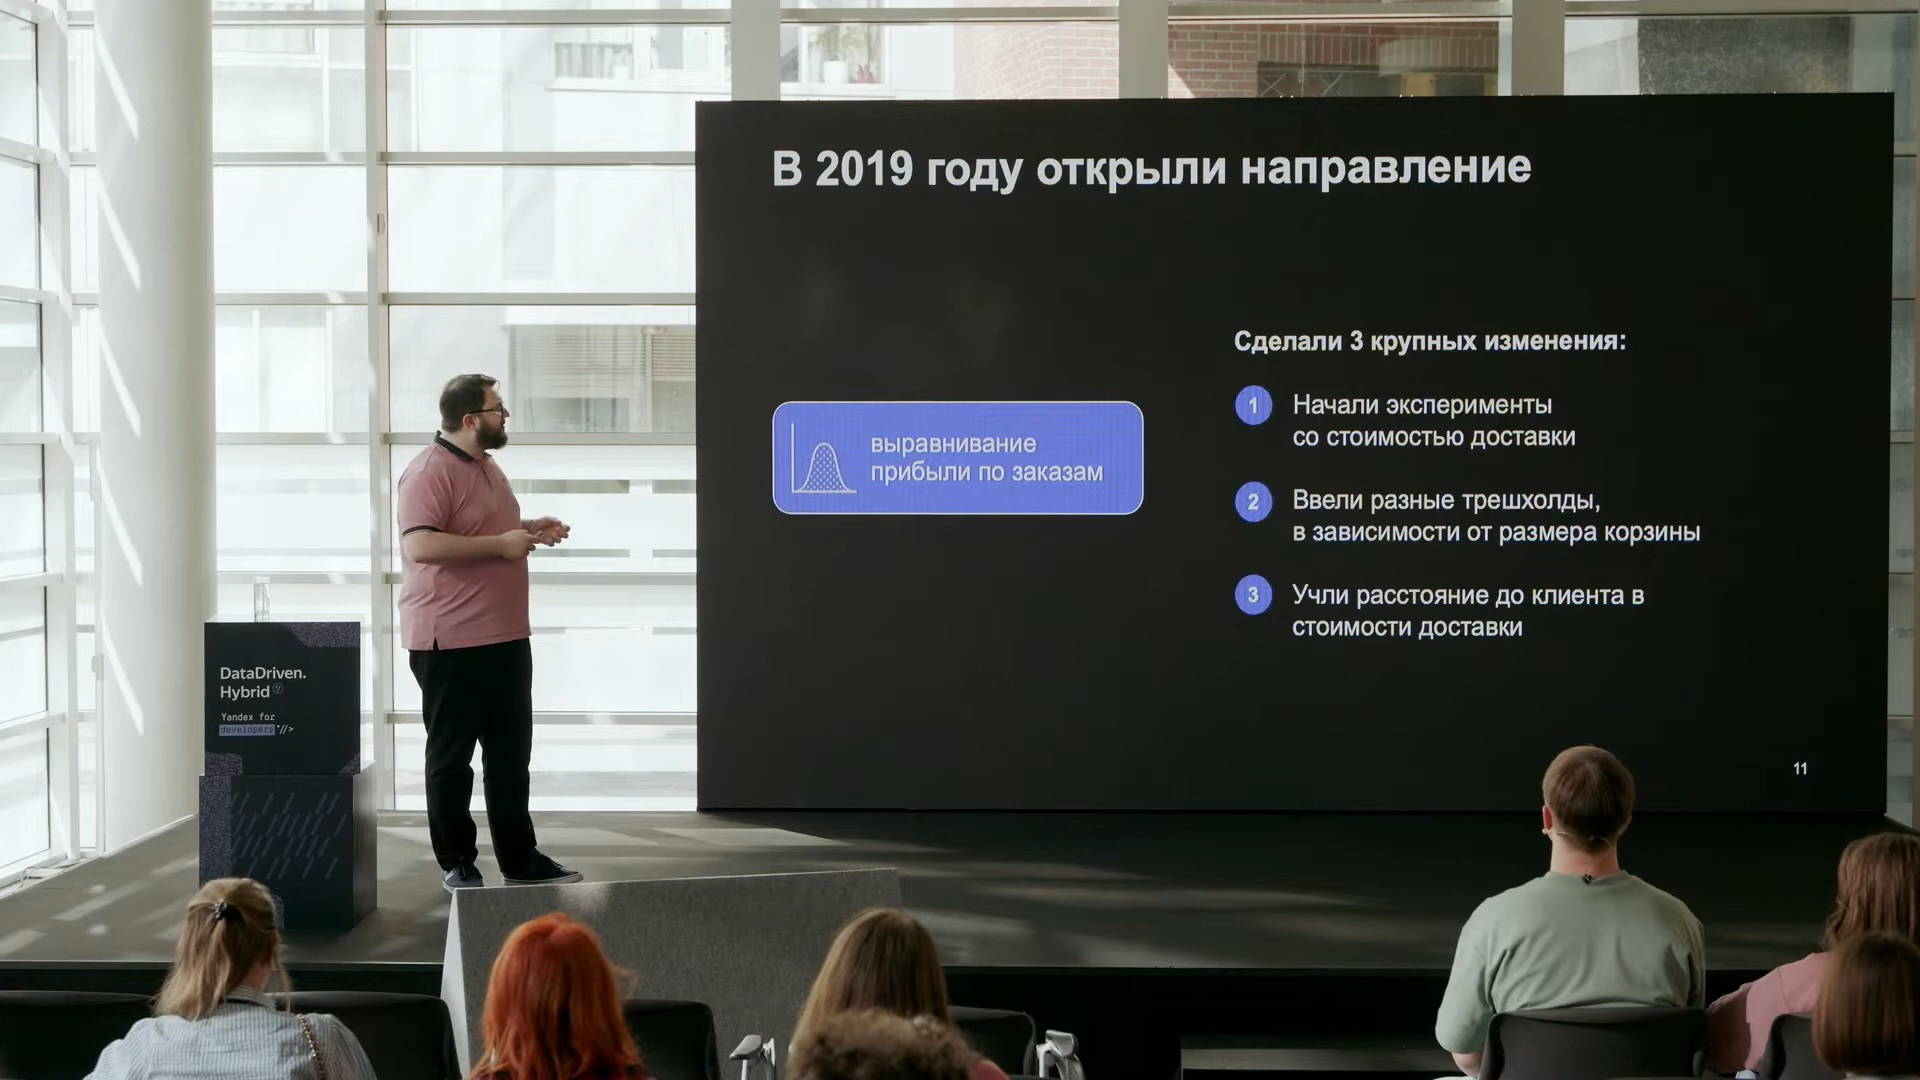 В 2019 году открыли направление
выравнивание
прибыли по заказам
Сделали 3 крупных изменения:
1 Начали эксперименты
со стоимостью доставки
2 Ввели разные трешхолды,
в зависимости от размера корзины
3 Учли расстояние до клиента в
стоимости доставки
11
DataDriven.
Hybrid
Yandex for
developers *//>